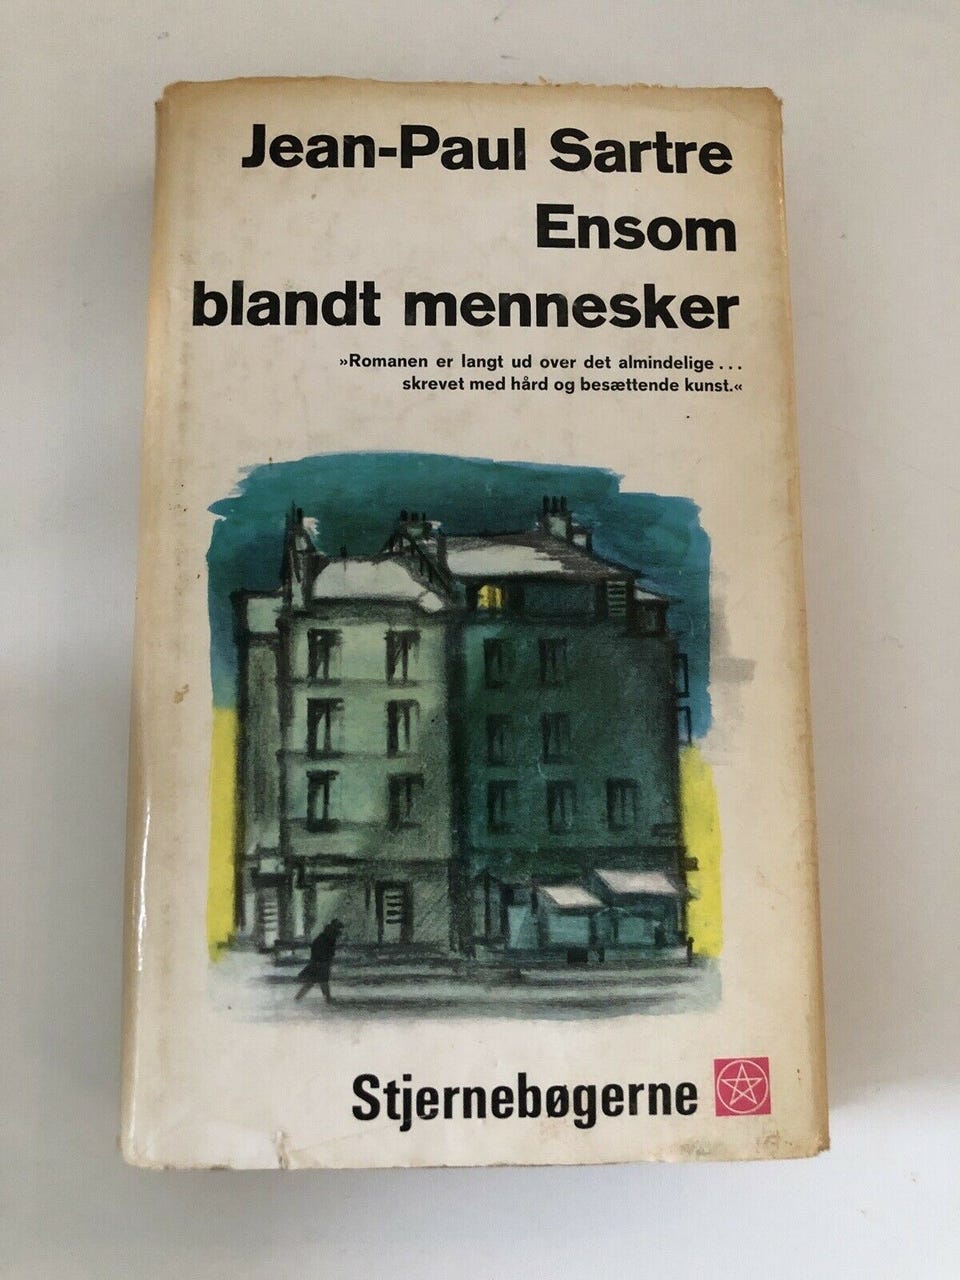 Jean-Paul Sartre
Ensom
blandt mennesker
»Romanen er langt ud over det almindelige...
skrevet med hård og besættende kunst.«
Stjernebøgerne